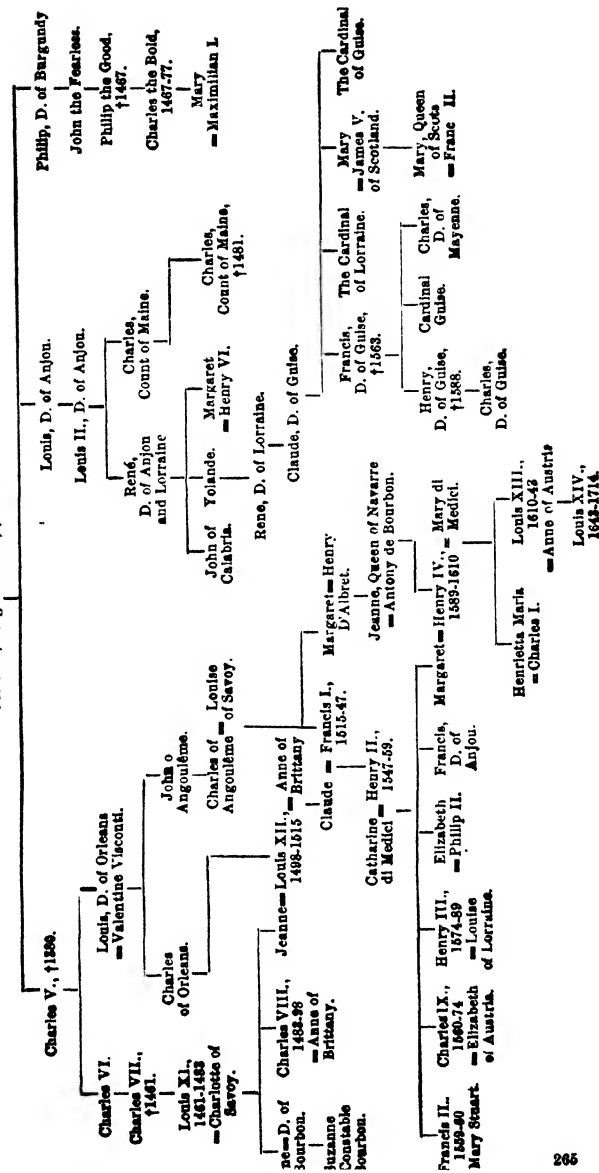 Charles V., †1380.
Louis, D. of Anjou.
Philip, D. of Burgundy
Charles VI.
Louis, D. of Orleans
= Valentine Visconti.
Louis II., D. of Anjou.
John the Fearless.
Charles VII.,
†1461.
Charles
of Orleans.
John o
Angoulême.
René,
D. of Anjou
and Lorraine
Charles,
Count of Maine.
Philip the Good,
†1467.
Louis XI.,
1461-1483
= Charlotte of
Savoy.
Charles of = Louise
Angoulême of Savoy.
John of
Calabria.
Yolande.
Margaret
= Henry VI.
Charles,
Count of Maine,
†1481.
Charles the Bold,
1467-77.
Mary
= Maximilian I.
ne = D. of
Bourbon.
Charles VIII.,
1483-98
= Anne of
Brittany.
Jeanne = Louis XII., = Anne of
1498-1515 Brittany
René, D. of Lorraine.
Suzanne
Constable
Bourbon.
Claude = Francis I.,
1515-47.
Margaret = Henry
D'Albret.
Claude, D. of Guise.
Catharine = Henry II.,
di Medici 1547-59.
Jeanne, Queen of Navarre
= Antony de Bourbon.
Francis,
D. of Guise,
†1563.
The Cardinal
of Lorraine.
Mary
= James V.
of Scotland.
The Cardinal
of Guise.
Francis II.,
1559-60
Mary Stuart.
Charles IX.,
1560-74
= Elizabeth
of Austria.
Henry III.,
1574-89
= Louise
of Lorraine.
Elizabeth
= Philip II.
Francis,
D. of
Anjou.
Margaret = Henry IV., = Mary di
1589-1610 Medici.
Henry,
D. of Guise,
†1588.
Cardinal
Guise.
Charles,
D. of
Mayenne.
Mary, Queen
of Scots
= Franc II.
Charles,
D. of Guise.
Henrietta Maria
= Charles I.
Louis XIII.,
1610-43
= Anne of Austria
Louis XIV.,
1643-1714.
265